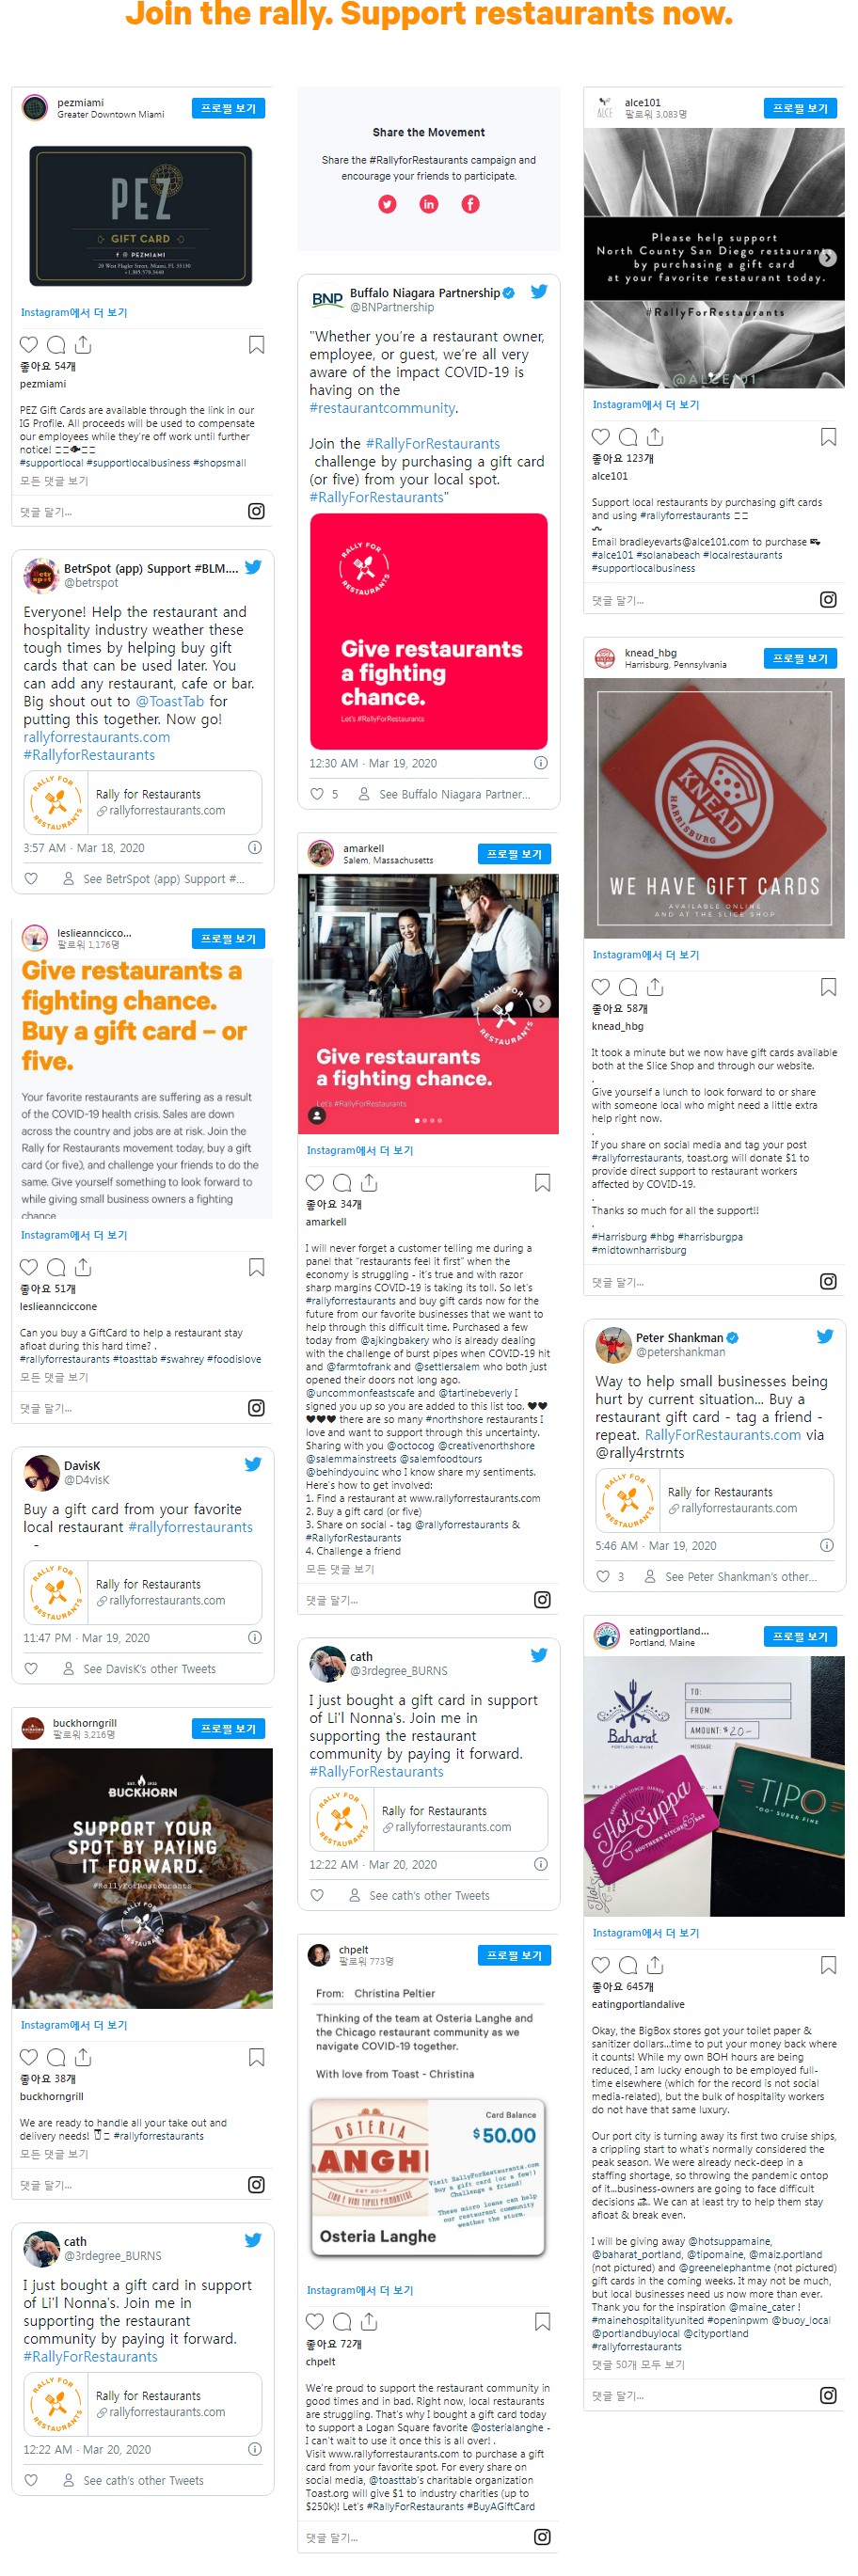 Join the rally. Support restaurants now.
pezmiami
Greater Downtown Miami
프로필 보기
PEZ
GIFT CARD
PEZMIAMI
20 West Flagler Street, Miami, FL 33130
+1.305.570.3440
Instagram에서 더 보기
좋아요 54개
pezmiami
PEZ Gift Cards are available through the link in our
IG Profile. All proceeds will be used to compensate
our employees while they're off work until further
notice!
#supportlocal #supportlocalbusiness #shopsmall
모든 댓글 보기
댓글 달기...
BetrSpot (app) Support #BLM....
@betrspot
Everyone! Help the restaurant and
hospitality industry weather these
tough times by helping buy gift
cards that can be used later. You
can add any restaurant, cafe or bar.
Big shout out to @ToastTab for
putting this together. Now go!
rallyforrestaurants.com
#RallyforRestaurants
RALLY FOR RESTAURANTS
Rally for Restaurants
rallyforrestaurants.com
3:57 AM · Mar 18, 2020
See BetrSpot (app) Support #...
leslieanncicco...
팔로워 1,176명
프로필 보기
Give restaurants a
fighting chance.
Buy a gift card – or
five.
Your favorite restaurants are suffering as a result
of the COVID-19 health crisis. Sales are down
across the country and jobs are at risk. Join the
Rally for Restaurants movement today, buy a gift
card (or five), and challenge your friends to do the
same. Give yourself something to look forward to
while giving small business owners a fighting
chance
Instagram에서 더 보기
좋아요 51개
leslieannciccone
Can you buy a GiftCard to help a restaurant stay
afloat during this hard time? .
#rallyforrestaurants #toasttab #swahrey #foodislove
모든 댓글 보기
댓글 달기...
DavisK
@D4visK
Buy a gift card from your favorite
local restaurant #rallyforrestaurants
-
RALLY FOR RESTAURANTS
Rally for Restaurants
rallyforrestaurants.com
11:47 PM · Mar 19, 2020
See DavisK's other Tweets
buckhorngrill
팔로워 3,216명
프로필 보기
BUCKHORN
SUPPORT YOUR
SPOT BY PAYING
IT FORWARD.
#RallyForRestaurants
RALLY FOR RESTAURANTS
Instagram에서 더 보기
좋아요 38개
buckhorngrill
We are ready to handle all your take out and
delivery needs! #rallyforrestaurants
모든 댓글 보기
댓글 달기...
cath
@3rdegree_BURNS
I just bought a gift card in support
of Li'l Nonna's. Join me in
supporting the restaurant
community by paying it forward.
#RallyForRestaurants
RALLY FOR RESTAURANTS
Rally for Restaurants
rallyforrestaurants.com
12:22 AM · Mar 20, 2020
See cath's other Tweets
Share the Movement
Share the #RallyforRestaurants campaign and
encourage your friends to participate.
BNP
Buffalo Niagara Partnership
@BNPartnership
"Whether you're a restaurant owner,
employee, or guest, we're all very
aware of the impact COVID-19 is
having on the
#restaurantcommunity.
Join the #RallyForRestaurants
challenge by purchasing a gift card
(or five) from your local spot.
#RallyForRestaurants"
RALLY FOR RESTAURANTS
Give restaurants
a fighting
chance.
Let's #RallyForRestaurants
12:30 AM · Mar 19, 2020
5 See Buffalo Niagara Partner...
amarkell
Salem, Massachusetts
프로필 보기
RALLY FOR RESTAURANTS
Give restaurants
a fighting chance.
Let's #RallyForRestaurants
Instagram에서 더 보기
좋아요 34개
amarkell
I will never forget a customer telling me during a
panel that "restaurants feel it first" when the
economy is struggling - it's true and with razor
sharp margins COVID-19 is taking its toll. So let's
#rallyforrestaurants and buy gift cards now for the
future from our favorite businesses that we want to
help through this difficult time. Purchased a few
today from @ajkingbakery who is already dealing
with the challenge of burst pipes when COVID-19 hit
and @farmtofrank and @settlersalem who both just
opened their doors not long ago.
@uncommonfeastscafe and @tartinebeverly I
signed you up so you are added to this list too. ♥♥
♥♥♥ there are so many #northshore restaurants I
love and want to support through this uncertainty.
Sharing with you @octocog @creativenorthshore
@salemmainstreets @salemfoodtours
@behindyouinc who I know share my sentiments.
Here's how to get involved:
1. Find a restaurant at www.rallyforrestaurants.com
2. Buy a gift card (or five)
3. Share on social - tag @rallyforrestaurants &
#RallyForRestaurants
4. Challenge a friend
모든 댓글 보기
댓글 달기...
cath
@3rdegree_BURNS
I just bought a gift card in support
of Li'l Nonna's. Join me in
supporting the restaurant
community by paying it forward.
#RallyForRestaurants
RALLY FOR RESTAURANTS
Rally for Restaurants
rallyforrestaurants.com
12:22 AM · Mar 20, 2020
See cath's other Tweets
chpelt
팔로워 773명
프로필 보기
From: Christina Peltier
Thinking of the team at Osteria Langhe and
the Chicago restaurant community as we
navigate COVID-19 together.
With love from Toast - Christina
OSTERIA
LANGHE
EST 2014
Card Balance
$50.00
Visit RallyForRestaurants.com
Buy a gift card (or a few!)
Challenge a friend!
These micro loans can help
our restaurant community
weather the storm.
Osteria Langhe
Instagram에서 더 보기
좋아요 72개
chpelt
We're proud to support the restaurant community in
good times and in bad. Right now, local restaurants
are struggling. That's why I bought a gift card today
to support a Logan Square favorite @osterialanghe -
I can't wait to use it once this is all over! .
Visit www.rallyforrestaurants.com to purchase a gift
card from your favorite spot. For every share on
social media, @toasttab's charitable organization
Toast.org will give $1 to industry charities (up to
$250k)! Let's #RallyForRestaurants #BuyAGiftCard
댓글 달기...
ALCE
alce101
팔로워 3,083명
프로필 보기
Please help support
North County San Diego restaurants
by purchasing a gift card
at your favorite restaurant today.
#RallyForRestaurants
@ALCE101
Instagram에서 더 보기
좋아요 123개
alce101
Support local restaurants by purchasing gift cards
and using #rallyforrestaurants
Email bradleyevarts@alce101.com to purchase
#alce101 #solanabeach #localrestaurants
#supportlocalbusiness
댓글 달기...
knead_hbg
Harrisburg, Pennsylvania
프로필 보기
KNEAD
HARRISBURG
WE HAVE GIFT CARDS
AVAILABLE ONLINE
AND AT THE SLICE SHOP
Instagram에서 더 보기
좋아요 58개
knead_hbg
It took a minute but we now have gift cards available
both at the Slice Shop and through our website.
.
Give yourself a lunch to look forward to or share
with someone local who might need a little extra
help right now.
.
If you share on social media and tag your post
#rallyforrestaurants, toast.org will donate $1 to
provide direct support to restaurant workers
affected by COVID-19.
.
Thanks so much for all the support!!
.
#Harrisburg #hbg #harrisburgpa
#midtownharrisburg
댓글 달기...
Peter Shankman
@petershankman
Way to help small businesses being
hurt by current situation... Buy a
restaurant gift card - tag a friend -
repeat. RallyForRestaurants.com via
@rally4rstrnts
RALLY FOR RESTAURANTS
Rally for Restaurants
rallyforrestaurants.com
5:46 AM · Mar 19, 2020
3 See Peter Shankman's other...
eatingportland...
Portland, Maine
프로필 보기
Baharat
PORTLAND · MAINE
TO:
FROM:
AMOUNT: $20-
MESSAGE:
Hot Suppa
SOUTHERN KITCHEN & BAR
TIPO
"OO" SUPER FINE
Instagram에서 더 보기
좋아요 645개
eatingportlandalive
Okay, the BigBox stores got your toilet paper &
sanitizer dollars...time to put your money back where
it counts! While my own BOH hours are being
reduced, I am lucky enough to be employed full-
time elsewhere (which for the record is not social
media-related), but the bulk of hospitality workers
do not have that same luxury.
Our port city is turning away its first two cruise ships,
a crippling start to what's normally considered the
peak season. We were already neck-deep in a
staffing shortage, so throwing the pandemic ontop
of it...business-owners are going to face difficult
decisions. We can at least try to help them stay
afloat & break even.
I will be giving away @hotsuppamaine,
@baharat_portland, @tipomaine, @maiz.portland
(not pictured) and @greenelephantme (not pictured)
gift cards in the coming weeks. It may not be much,
but local businesses need us now more than ever.
Thank you for the inspiration @maine_cater !
#mainehospitalityunited #openinpwm @buoy_local
@portlandbuylocal @cityportland
#rallyforrestaurants
댓글 50개 모두 보기
댓글 달기...